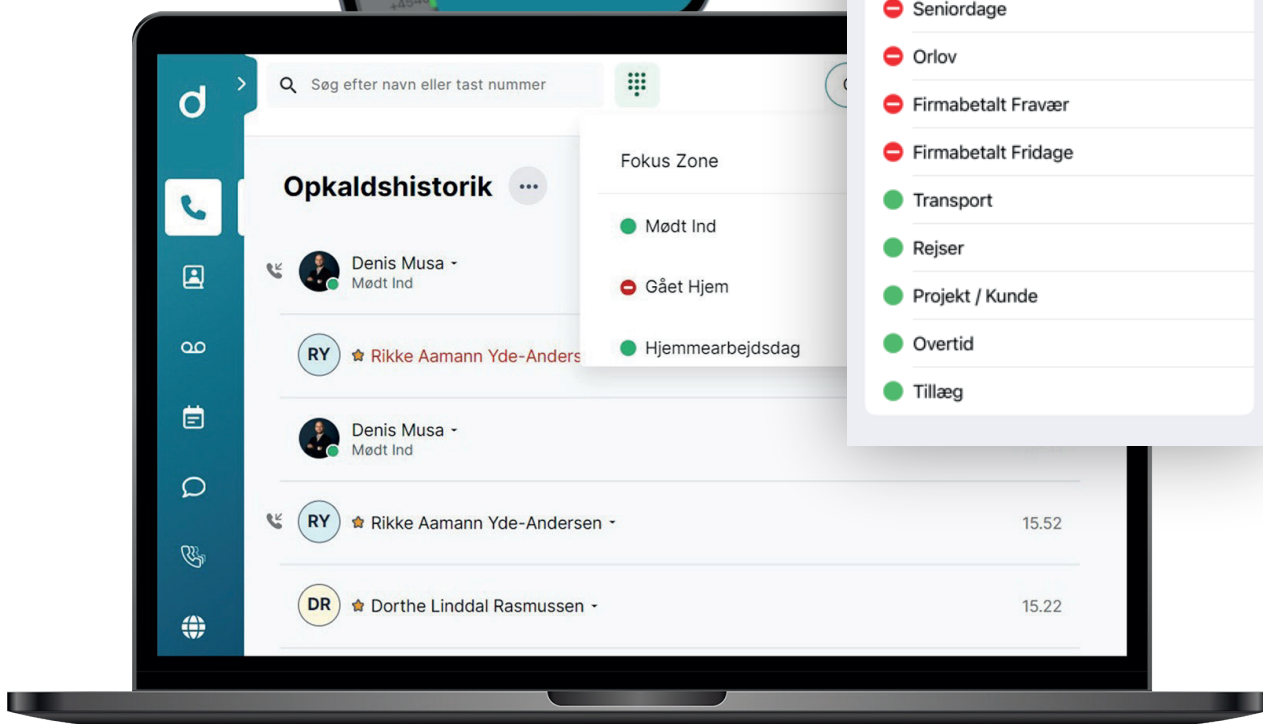 +4540
d
Søg efter navn eller tast nummer
Opkaldshistorik
Denis Musa
Mødt Ind
RY
Rikke Aamann Yde-Anders
Denis Musa
Mødt Ind
RY
Rikke Aamann Yde-Andersen
15.52
DR
Dorthe Linddal Rasmussen
15.22
Fokus Zone
Mødt Ind
Gået Hjem
Hjemmearbejdsdag
Seniordage
Orlov
Firmabetalt Fravær
Firmabetalt Fridage
Transport
Rejser
Projekt / Kunde
Overtid
Tillæg